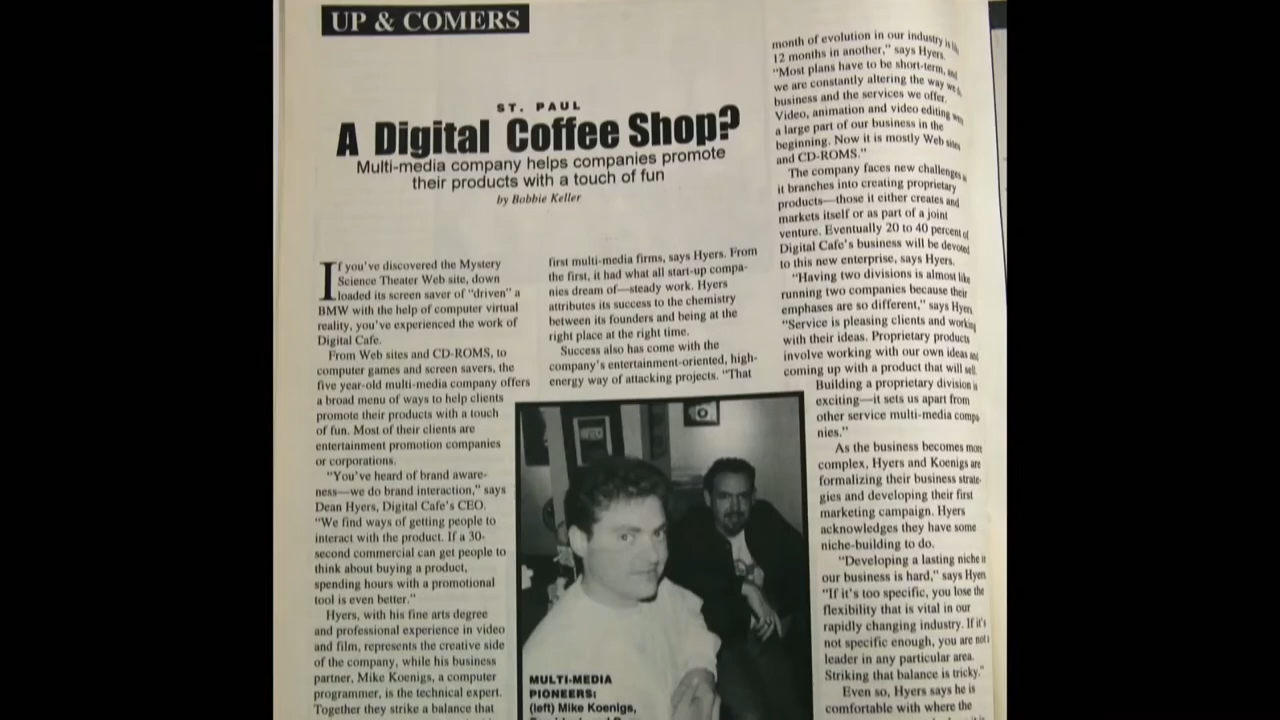 UP & COMERS
ST. PAUL
A Digital Coffee Shop?
Multi-media company helps companies promote
their products with a touch of fun
by Bobbie Keller
If you've discovered the Mystery
Science Theater Web site, down
loaded its screen saver of "driven" a
BMW with the help of computer virtual
reality, you've experienced the work of
Digital Cafe.
From Web sites and CD-ROMS, to
computer games and screen savers, the
five year-old multi-media company offers
a broad menu of ways to help clients
promote their products with a touch
of fun. Most of their clients are
entertainment promotion companies
or corporations.
"You've heard of brand aware-
ness—we do brand interaction," says
Dean Hyers, Digital Cafe's CEO.
"We find ways of getting people to
interact with the product. If a 30-
second commercial can get people to
think about buying a product,
spending hours with a promotional
tool is even better."
Hyers, with his fine arts degree
and professional experience in video
and film, represents the creative side
of the company, while his business
partner, Mike Koenigs, a computer
programmer, is the technical expert.
Together they strike a balance that
first multi-media firms, says Hyers. From
the first, it had what all start-up compa-
nies dream of—steady work. Hyers
attributes its success to the chemistry
between its founders and being at the
right place at the right time.
Success also has come with the
company's entertainment-oriented, high-
energy way of attacking projects. "That
MULTI-MEDIA
PIONEERS:
(left) Mike Koenigs,
month of evolution in our industry is
12 months in another," says Hyers.
"Most plans have to be short-term, and
we are constantly altering the way we
business and the services we offer.
Video, animation and video editing
a large part of our business in the
beginning. Now it is mostly Web sites
and CD-ROMS."
The company faces new challenges
it branches into creating proprietary
products—those it either creates and
markets itself or as part of a joint
venture. Eventually 20 to 40 percent of
Digital Cafe's business will be devoted
to this new enterprise, says Hyers.
"Having two divisions is almost like
running two companies because their
emphases are so different," says Hyers
"Service is pleasing clients and working
with their ideas. Proprietary products
involve working with our own ideas and
coming up with a product that will sell.
Building a proprietary division is
exciting—it sets us apart from
other service multi-media compa
nies."
As the business becomes more
complex, Hyers and Koenigs are
formalizing their business strate-
gies and developing their first
marketing campaign. Hyers
acknowledges they have some
niche-building to do.
"Developing a lasting niche in
our business is hard," says Hyers
"If it's too specific, you lose the
flexibility that is vital in our
rapidly changing industry. If it's
not specific enough, you are not
leader in any particular area.
Striking that balance is tricky."
Even so, Hyers says he is
comfortable with where the